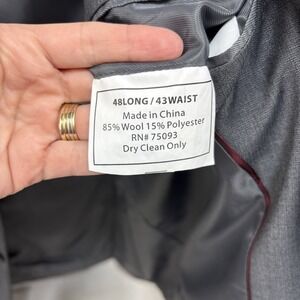 48LONG/43WAIST
Made in China
85% Wool 15% Polyester
RN# 75093
Dry Clean Only